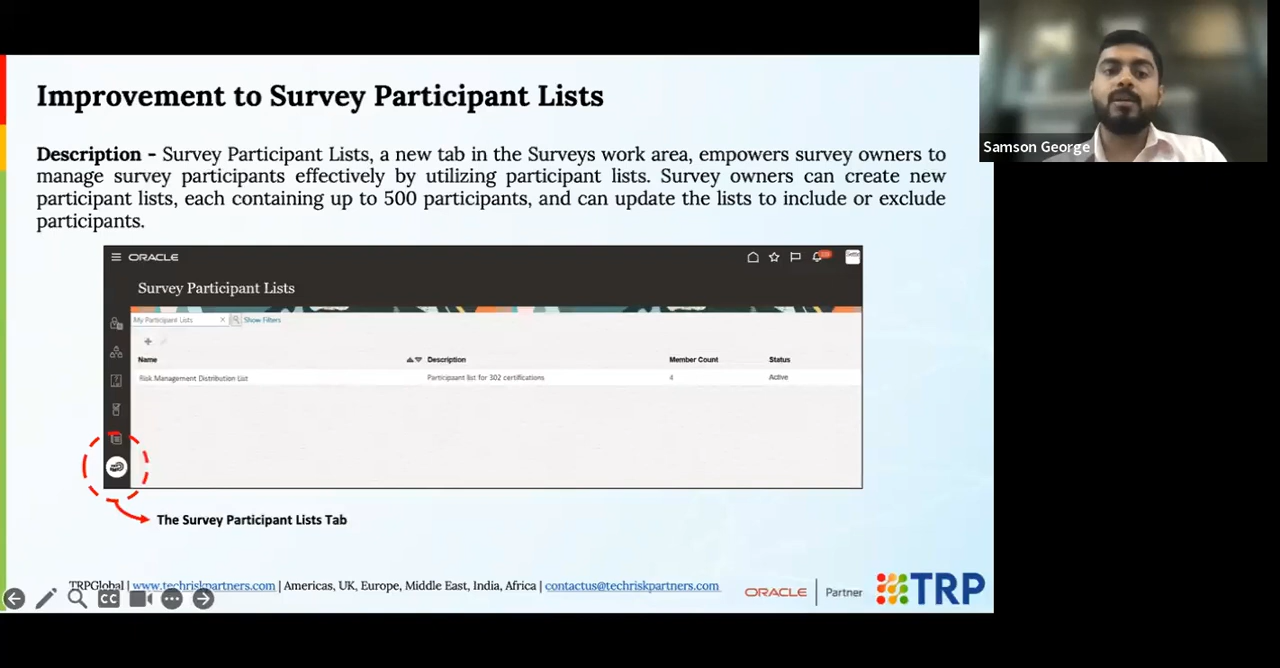 Improvement to Survey Participant Lists
Samson George
Description - Survey Participant Lists, a new tab in the Surveys work area, empowers survey owners to
manage survey participants effectively by utilizing participant lists. Survey owners can create new
participant lists, each containing up to 500 participants, and can update the lists to include or exclude
participants.
ORACLE
Survey Participant Lists
My Participant Lists Show Filters
Name Description Member Count Status
Risk Management Distribution List Participant list for 302 certifications 4 Active
The Survey Participant Lists Tab
TRPGlobal | www.techriskpartners.com | Americas, UK, Europe, Middle East, India, Africa | contactus@techriskpartners.com
ORACLE | Partner
TRP
CC